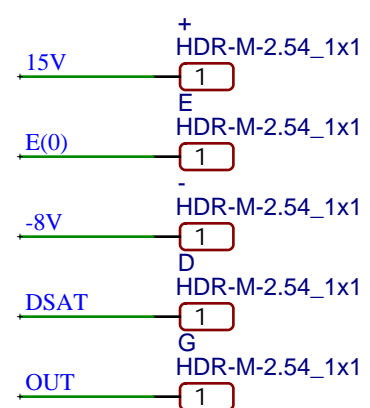 +
HDR-M-2.54_1x1
15V
1
E
HDR-M-2.54_1x1
E(0)
1
-
HDR-M-2.54_1x1
-8V
1
D
HDR-M-2.54_1x1
DSAT
1
G
HDR-M-2.54_1x1
OUT
1